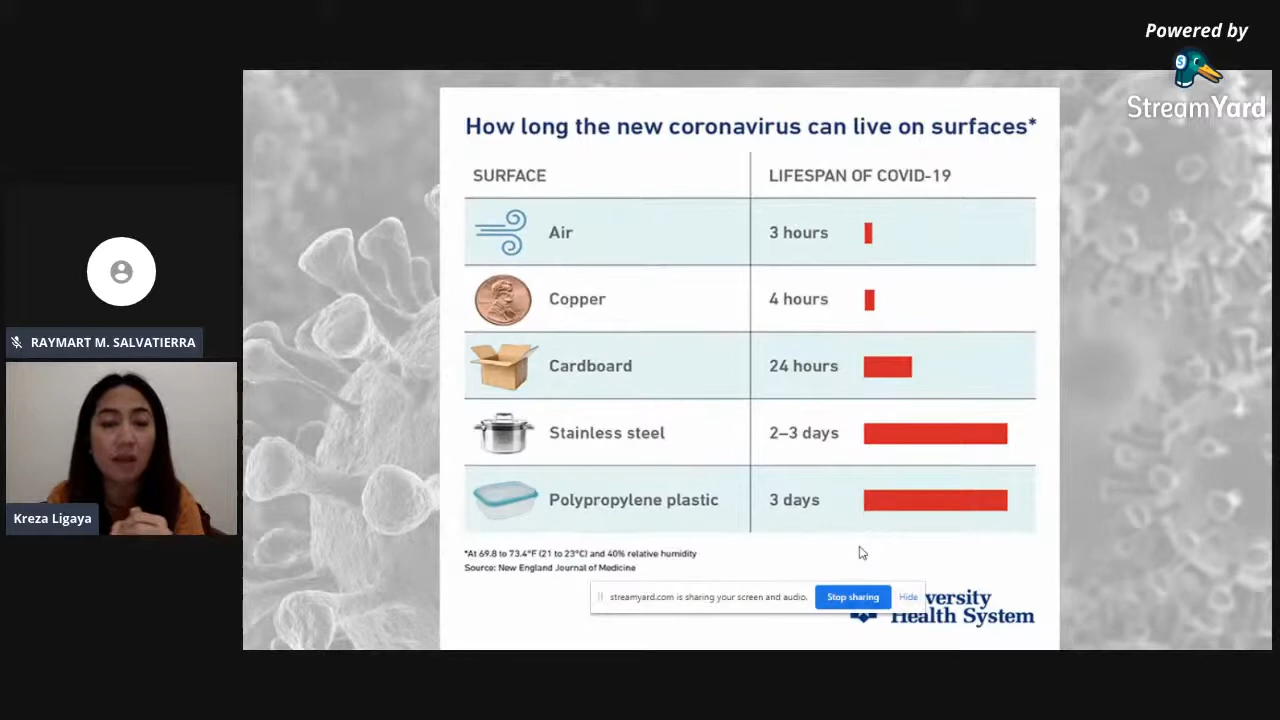 Powered by
StreamYard
How long the new coronavirus can live on surfaces*
SURFACE
LIFESPAN OF COVID-19
Air
3 hours
Copper
4 hours
Cardboard
24 hours
Stainless steel
2–3 days
Polypropylene plastic
3 days
*At 69.8 to 73.4°F (21 to 23°C) and 40% relative humidity
Source: New England Journal of Medicine
streamyard.com is sharing your screen and audio.
Stop sharing
Hide
Health System
RAYMART M. SALVATIERRA
Kreza Ligaya